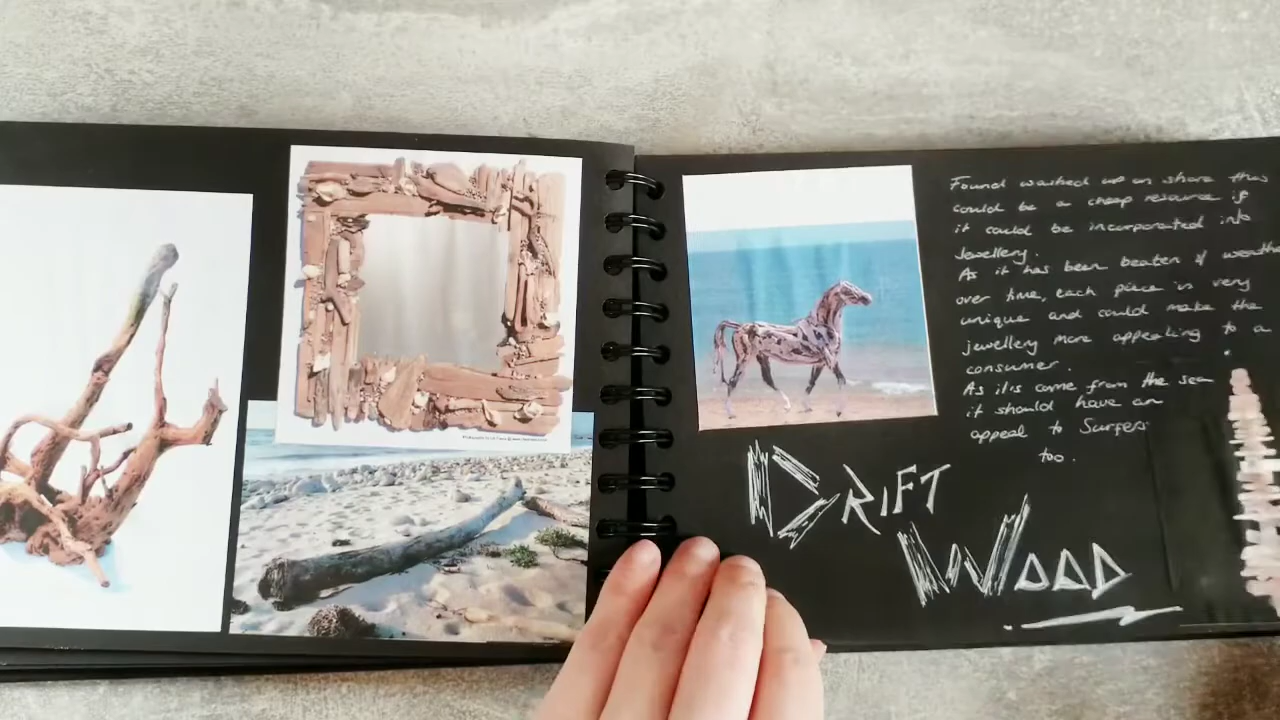 Found washed up on shore this
could be a cheap resource if
it could be incorporated into
Jewellery.
As it has been beaten & weathe
over time, each piece is very
unique and could make the
jewellery more appealing to a
consumer.
As it is come from the sea
it should have an
appeal to Surfers
too.
DRIFT
WOOD